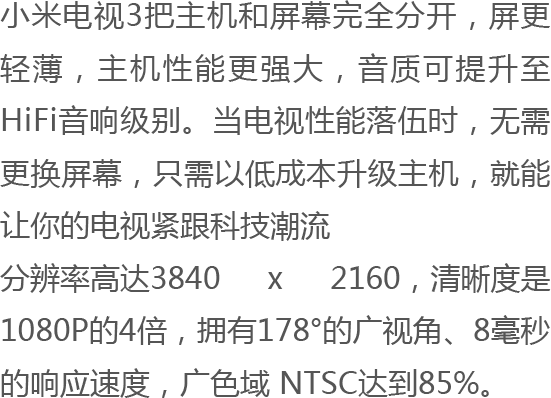 小米电视3把主机和屏幕完全分开，屏更
轻薄，主机性能更强大，音质可提升至
HiFi音响级别。当电视性能落伍时，无需
更换屏幕，只需以低成本升级主机，就能
让你的电视紧跟科技潮流
分辨率高达3840 x 2160，清晰度是
1080P的4倍，拥有178°的广视角、8毫秒
的响应速度，广色域 NTSC达到85%。